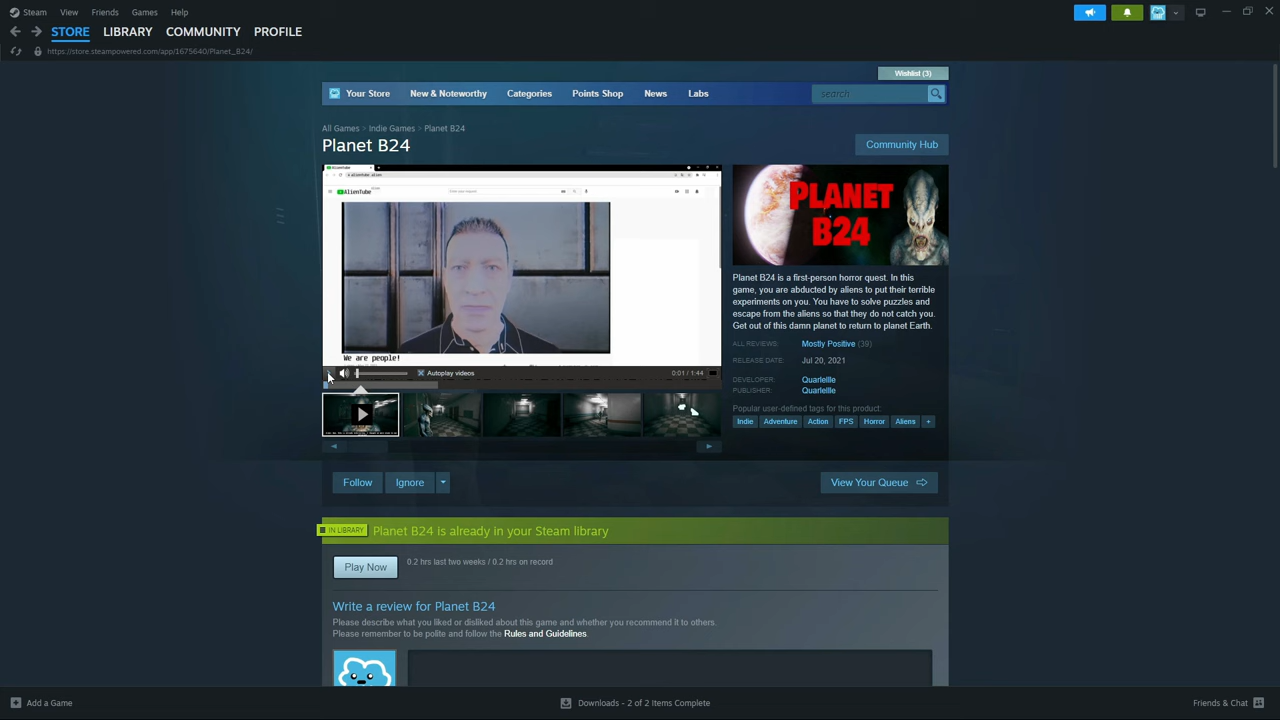 Steam View Friends Games Help
STORE LIBRARY COMMUNITY PROFILE
https://store.steampowered.com/app/1675640/Planet_B24/
Wishlist (3)
Your Store New & Noteworthy Categories Points Shop News Labs search
All Games > Indie Games > Planet B24
Planet B24
Community Hub
AlienTube
AlienTube
We are people!
Autoplay videos 0:01 / 1:44
PLANET
B24
Planet B24 is a first-person horror quest. In this
game, you are abducted by aliens to put their terrible
experiments on you. You have to solve puzzles and
escape from the aliens so that they do not catch you.
Get out of this damn planet to return to planet Earth.
ALL REVIEWS: Mostly Positive (39)
RELEASE DATE: Jul 20, 2021
DEVELOPER: Quarlellle
PUBLISHER: Quarlellle
Popular user-defined tags for this product:
Indie Adventure Action FPS Horror Aliens +
Follow Ignore View Your Queue
IN LIBRARY Planet B24 is already in your Steam library
Play Now 0.2 hrs last two weeks / 0.2 hrs on record
Write a review for Planet B24
Please describe what you liked or disliked about this game and whether you recommend it to others.
Please remember to be polite and follow the Rules and Guidelines.
Add a Game Downloads - 2 of 2 Items Complete Friends & Chat